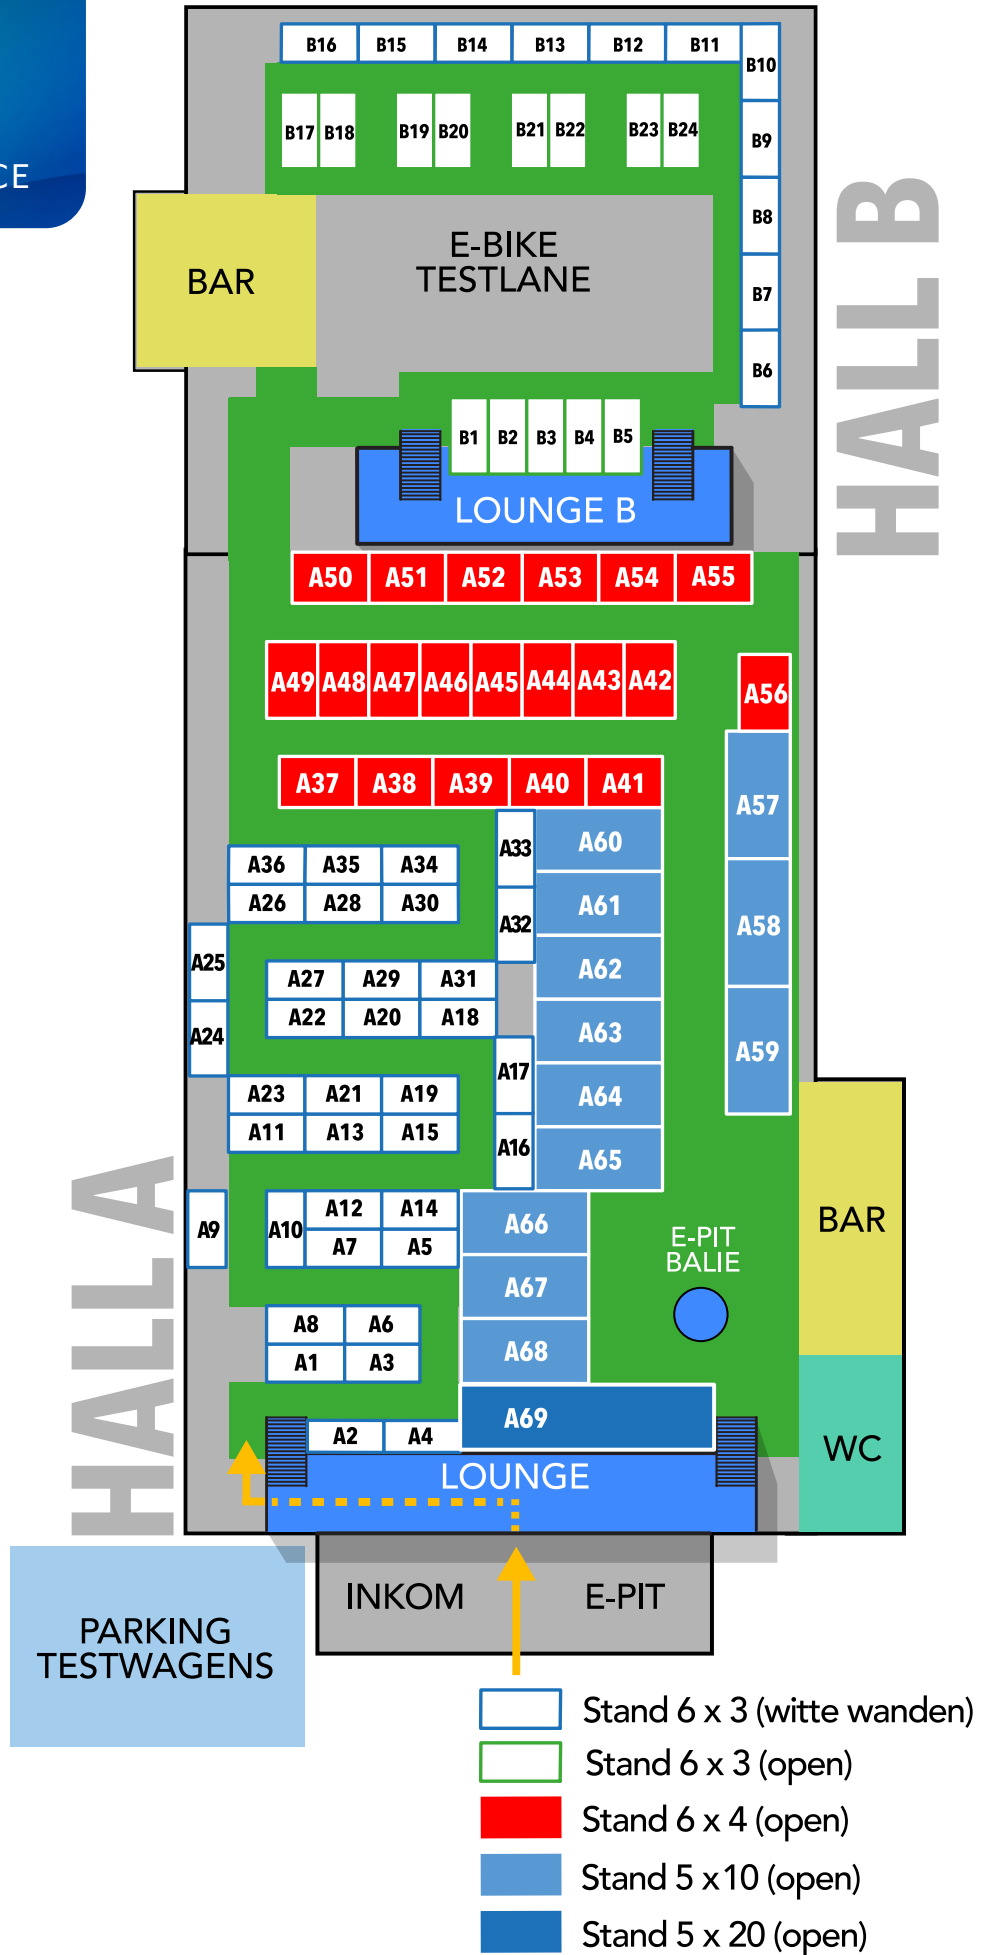 CE
B16 B15 B14 B13 B12 B11 B10
B17 B18 B19 B20 B21 B22 B23 B24 B9
HALL B
B8
E-BIKE
TESTLANE
BAR
B7
B6
B1 B2 B3 B4 B5
LOUNGE B
A50 A51 A52 A53 A54 A55
A49 A48 A47 A46 A45 A44 A43 A42 A56
A37 A38 A39 A40 A41
A57
A33 A60
A36 A35 A34
A26 A28 A30
A32 A61
A58
A25 A62
A27 A29 A31
A22 A20 A18
A24 A63
A59
A17
A23 A21 A19 A64
A11 A13 A15
A16 A65
HALL A
A9 A10 A12 A14 A66
A7 A5
BAR
E-PIT
BALIE
A67
A8 A6
A1 A3 A68
A69
A2 A4
WC
LOUNGE
INKOM E-PIT
PARKING
TESTWAGENS
Stand 6 x 3 (witte wanden)
Stand 6 x 3 (open)
Stand 6 x 4 (open)
Stand 5 x10 (open)
Stand 5 x 20 (open)